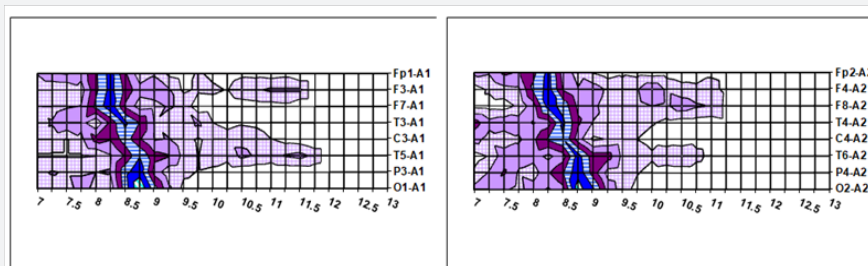 Fp1-A1
F3-A1
F7-A1
T3-A1
C3-A1
T5-A1
P3-A1
O1-A1
7 7.5 8 8.5 9 9.5 10 10.5 11 11.5 12 12.5 13
Fp2-A2
F4-A2
F8-A2
T4-A2
C4-A2
T6-A2
P4-A2
O2-A2
7 7.5 8 8.5 9 9.5 10 10.5 11 11.5 12 12.5 13